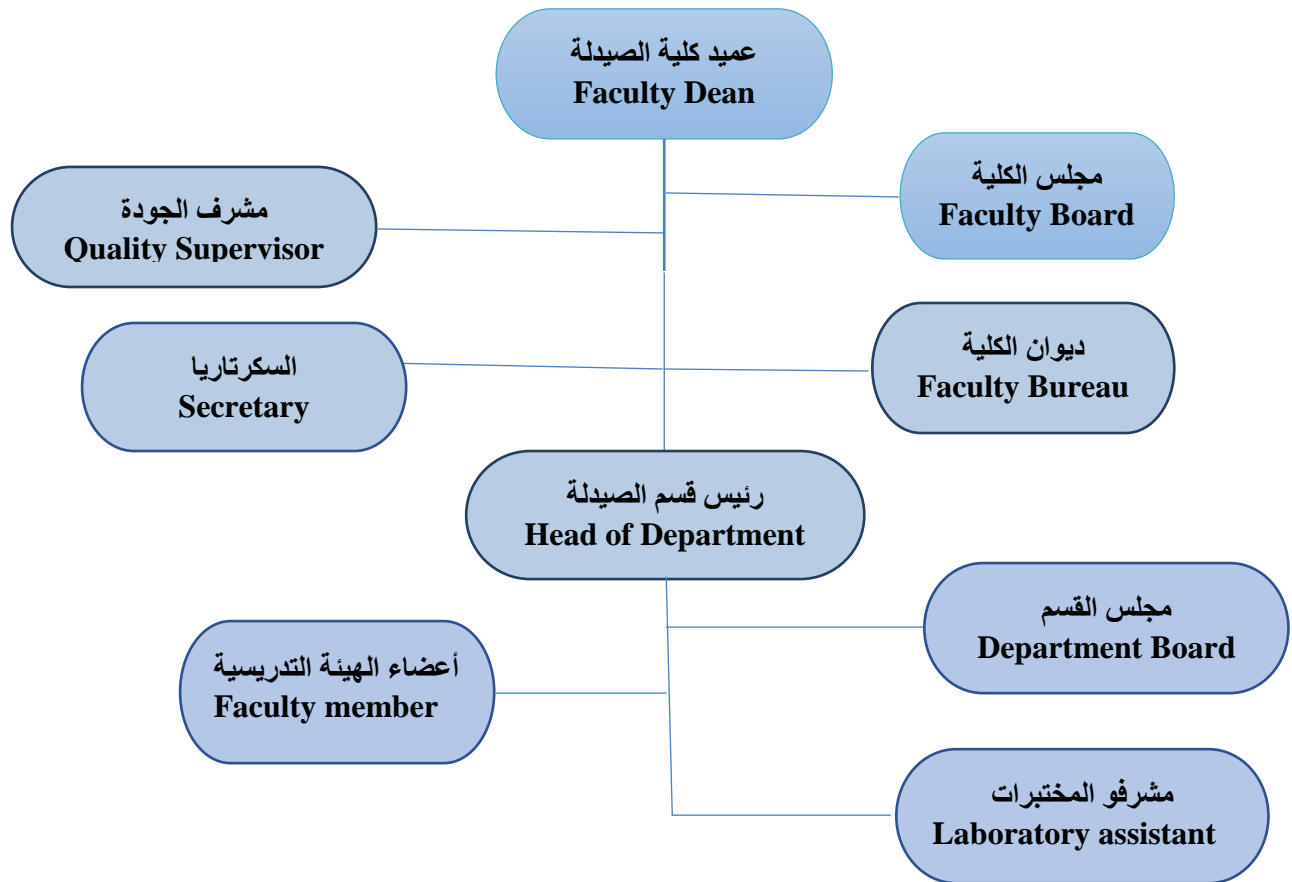 عميد كلية الصيدلة
Faculty Dean
مجلس الكلية
Faculty Board
مشرف الجودة
Quality Supervisor
ديوان الكلية
Faculty Bureau
السكرتاريا
Secretary
رئيس قسم الصيدلة
Head of Department
مجلس القسم
Department Board
أعضاء الهيئة التدريسية
Faculty member
مشرفو المختبرات
Laboratory assistant